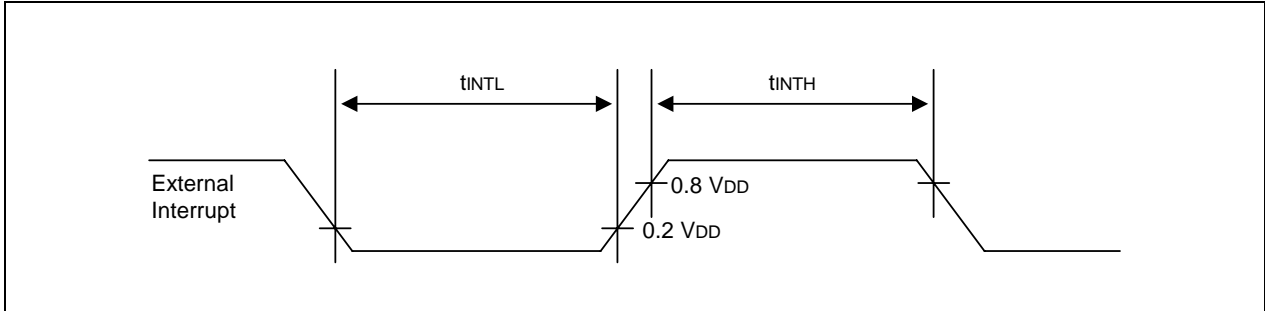 tINTL
tINTH
External
Interrupt
0.8 VDD
0.2 VDD